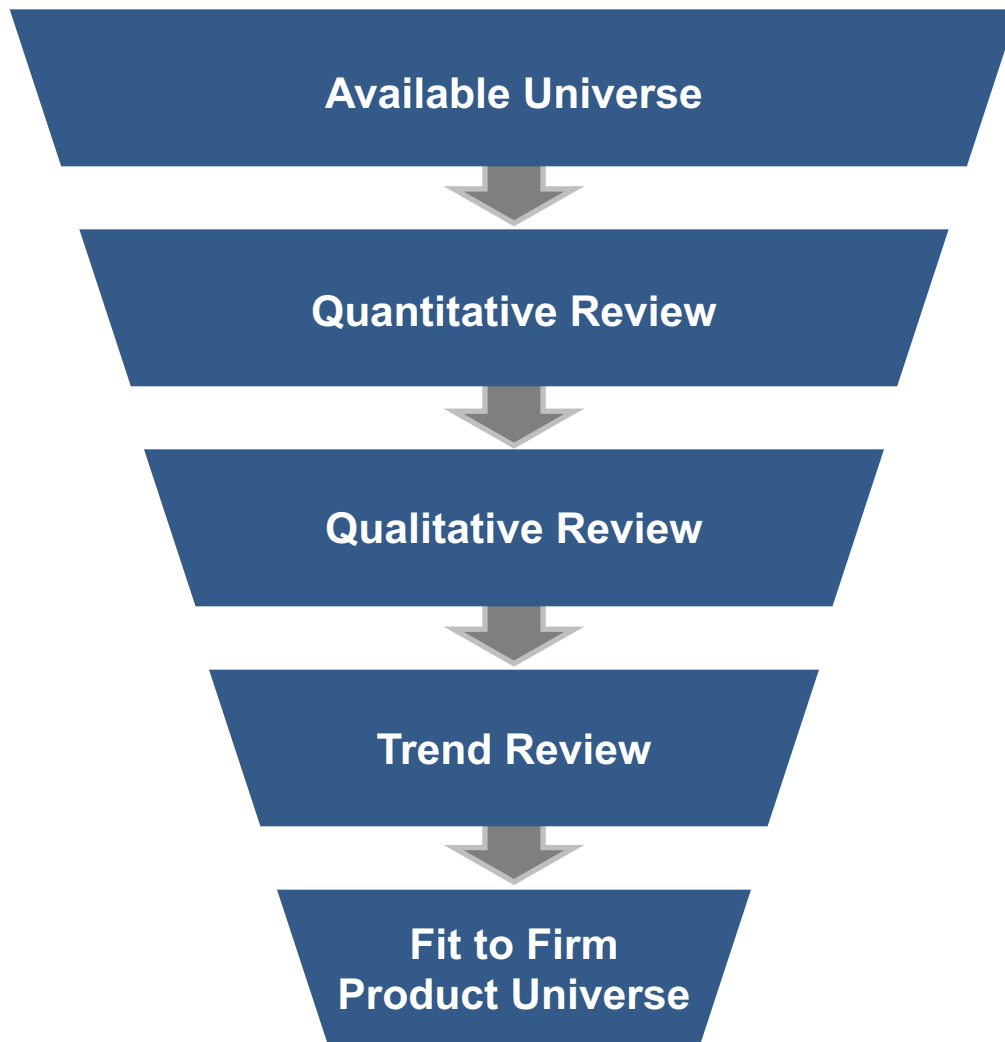 Available Universe
Quantitative Review
Qualitative Review
Trend Review
Fit to Firm
Product Universe